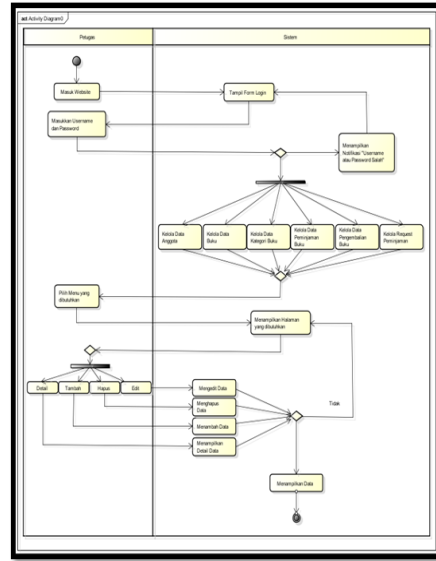 act Activity Diagram0
Petugas
Sistem
Masuk Website
Tampil Form Login
Masukkan Username
dan Password
Menampilkan
Notifikasi "Username
atau Password Salah"
Kelola Data
Anggota
Kelola Data
Buku
Kelola Data
Kategori Buku
Kelola Data
Peminjaman
Buku
Kelola Data
Pengembalian
Buku
Kelola Request
Peminjaman
Pilih Menu yang
dibutuhkan
Menampilkan Halaman
yang dibutuhkan
Detail
Tambah
Hapus
Edit
Mengedit Data
Menghapus
Data
Menambah Data
Menampilkan
Detail Data
Tidak
Menampilkan Data